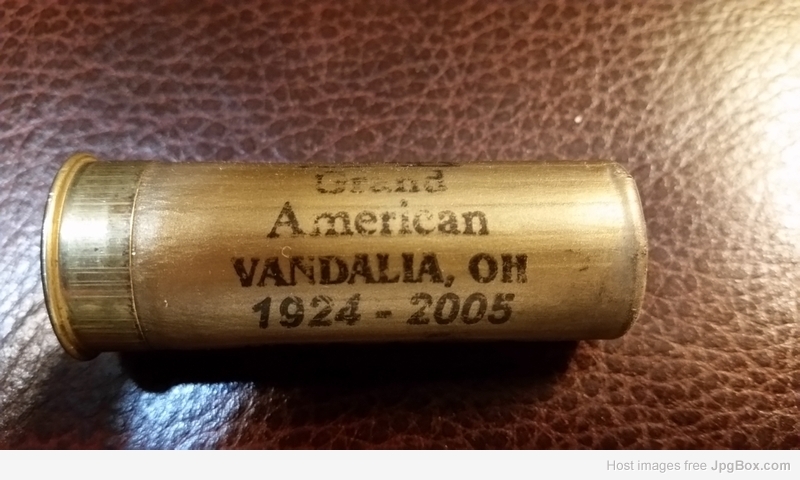 Grand
American
VANDALIA, OH
1924 - 2005
Host images free JpgBox.com